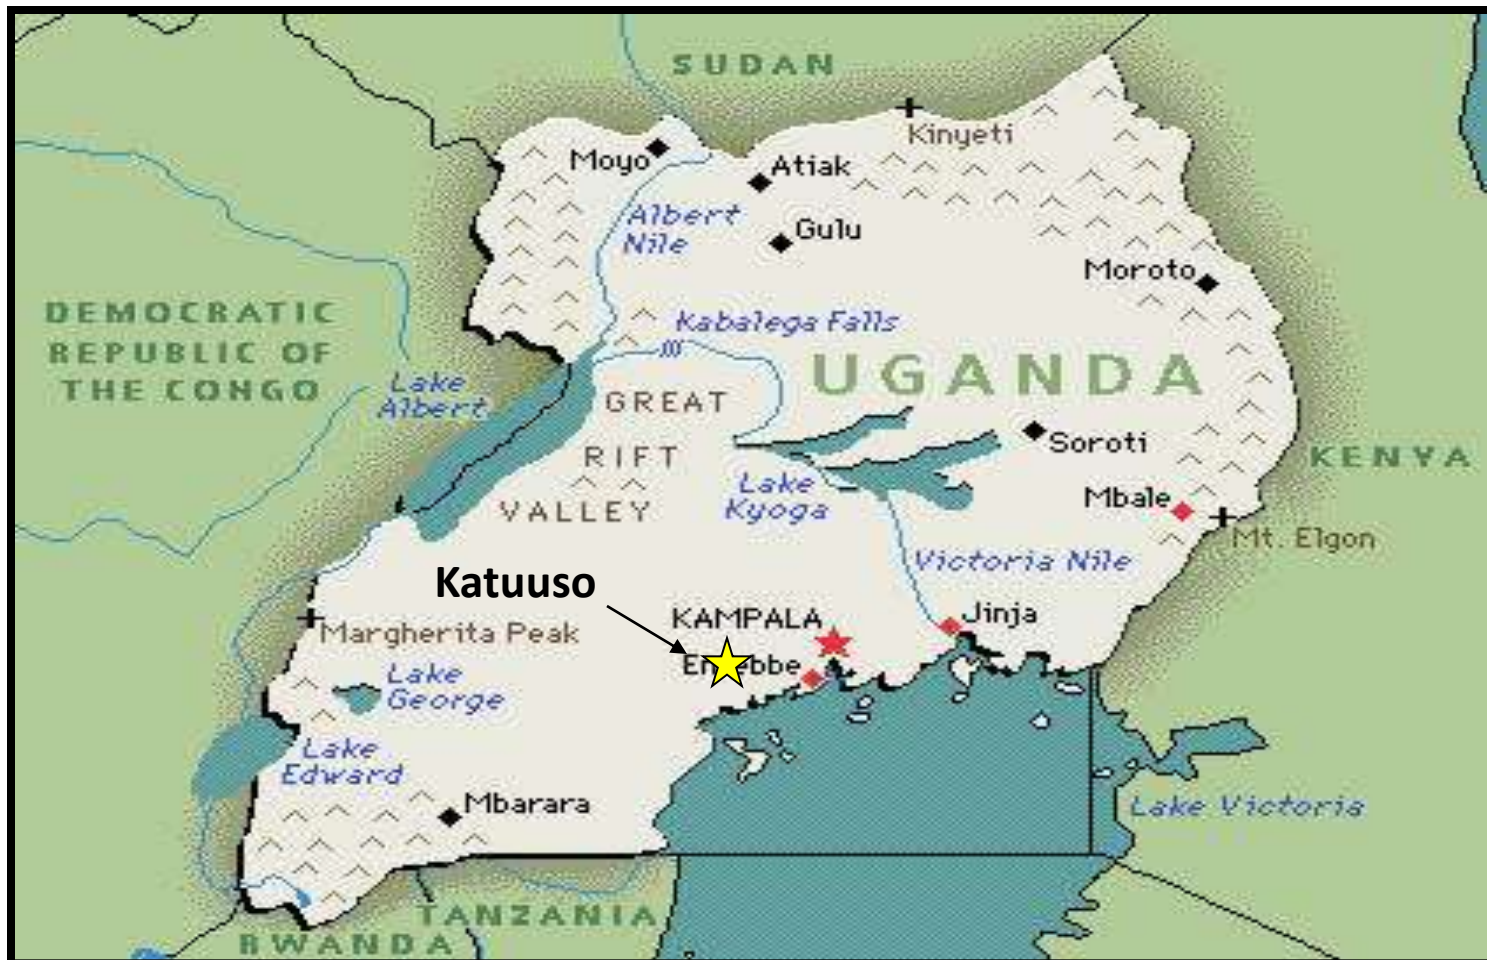 SUDAN
Kinyeti
Moyo
Atiak
Albert
Nile
Gulu
Moroto
DEMOCRATIC
REPUBLIC OF
THE CONGO
Kabalega Falls
UGANDA
Lake
Albert
GREAT
RIFT
VALLEY
Soroti
KENYA
Lake
Kyoga
Mbale
Mt. Elgon
Victoria Nile
Katuuso
KAMPALA
Jinja
Margherita Peak
Lake
George
Lake
Edward
Mbarara
Lake Victoria
TANZANIA
RWANDA